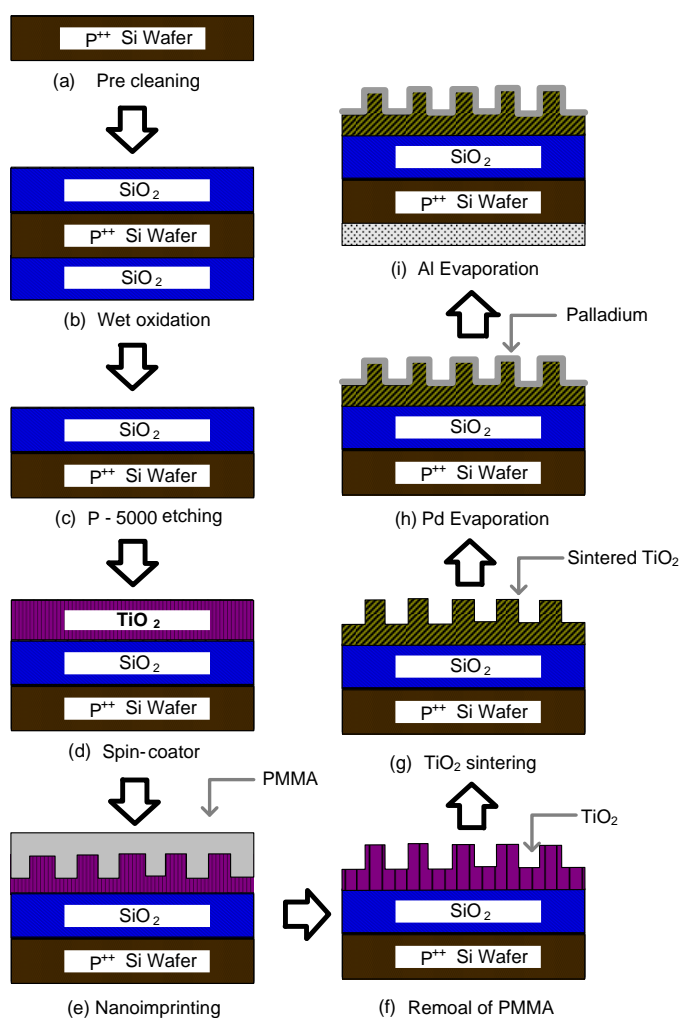 P++ Si Wafer
(a) Pre cleaning
SiO2
P++ Si Wafer
SiO2
(b) Wet oxidation
SiO2
P++ Si Wafer
(c) P - 5000 etching
TiO2
SiO2
P++ Si Wafer
(d) Spin-coator
PMMA
SiO2
P++ Si Wafer
(e) Nanoimprinting
TiO2
SiO2
P++ Si Wafer
(f) Remoal of PMMA
Sintered TiO2
SiO2
P++ Si Wafer
(g) TiO2 sintering
Palladium
SiO2
P++ Si Wafer
(h) Pd Evaporation
SiO2
P++ Si Wafer
(i) Al Evaporation